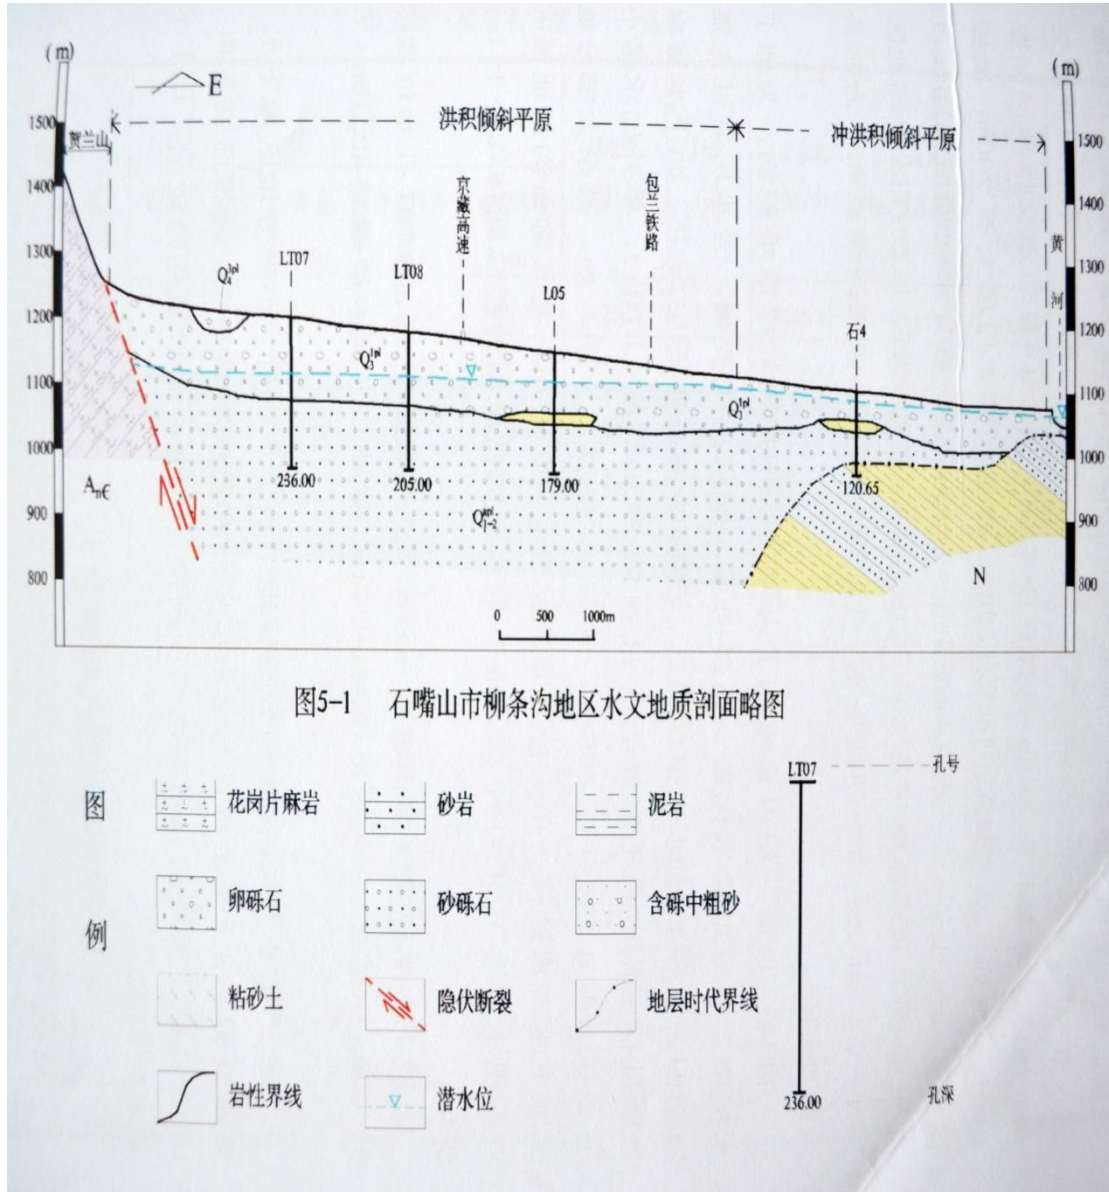 (m)
(m)
E
1500
1400
1300
1200
1100
1000
900
800
1500
1400
1300
1200
1100
1000
900
800
贺兰山
洪积倾斜平原
冲洪积倾斜平原
京藏高速
包兰铁路
黄河
LT07
LT08
L05
石4
Q₄³ᵖˡ
Q₃¹ᵖˡ
Q₃¹ᵖˡ
An∈
236.00
205.00
179.00
120.65
N
0 500 1000m
图5-1 石嘴山市柳条沟地区水文地质剖面略图
图例
花岗片麻岩
砂岩
泥岩
卵砾石
砂砾石
含砾中粗砂
粘砂土
隐伏断裂
地层时代界线
岩性界线
潜水位
LT07
孔号
236.00
孔深